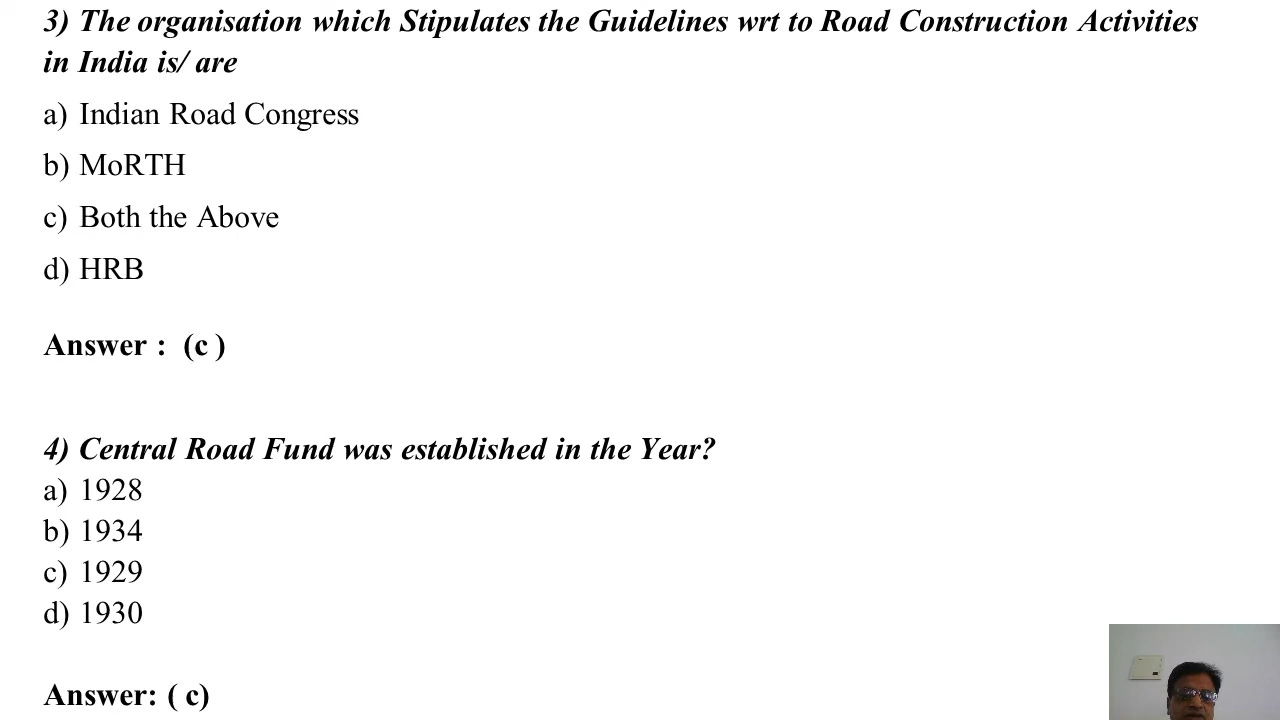 3) The organisation which Stipulates the Guidelines wrt to Road Construction Activities
in India is/ are
a) Indian Road Congress
b) MoRTH
c) Both the Above
d) HRB
Answer : (c )
4) Central Road Fund was established in the Year?
a) 1928
b) 1934
c) 1929
d) 1930
Answer: ( c)